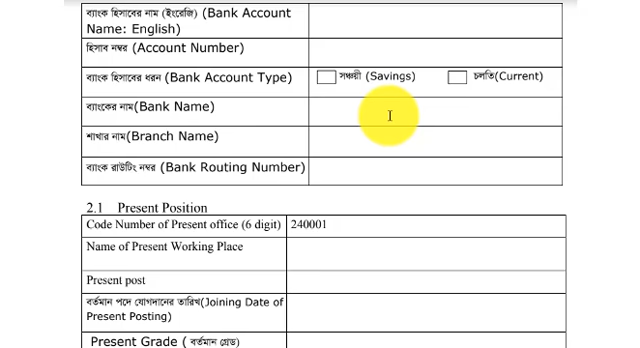 ব্যাংক হিসাবের নাম (ইংরেজি) (Bank Account
Name: English)
হিসাব নম্বর (Account Number)
ব্যাংক হিসাবের ধরন (Bank Account Type)
সঞ্চয়ী (Savings)
চলতি(Current)
ব্যাংকের নাম(Bank Name)
শাখার নাম(Branch Name)
ব্যাংক রাউটিং নম্বর (Bank Routing Number)
2.1 Present Position
Code Number of Present office (6 digit)
240001
Name of Present Working Place
Present post
বর্তমান পদে যোগদানের তারিখ(Joining Date of
Present Posting)
Present Grade ( বর্তমান গ্রেড)